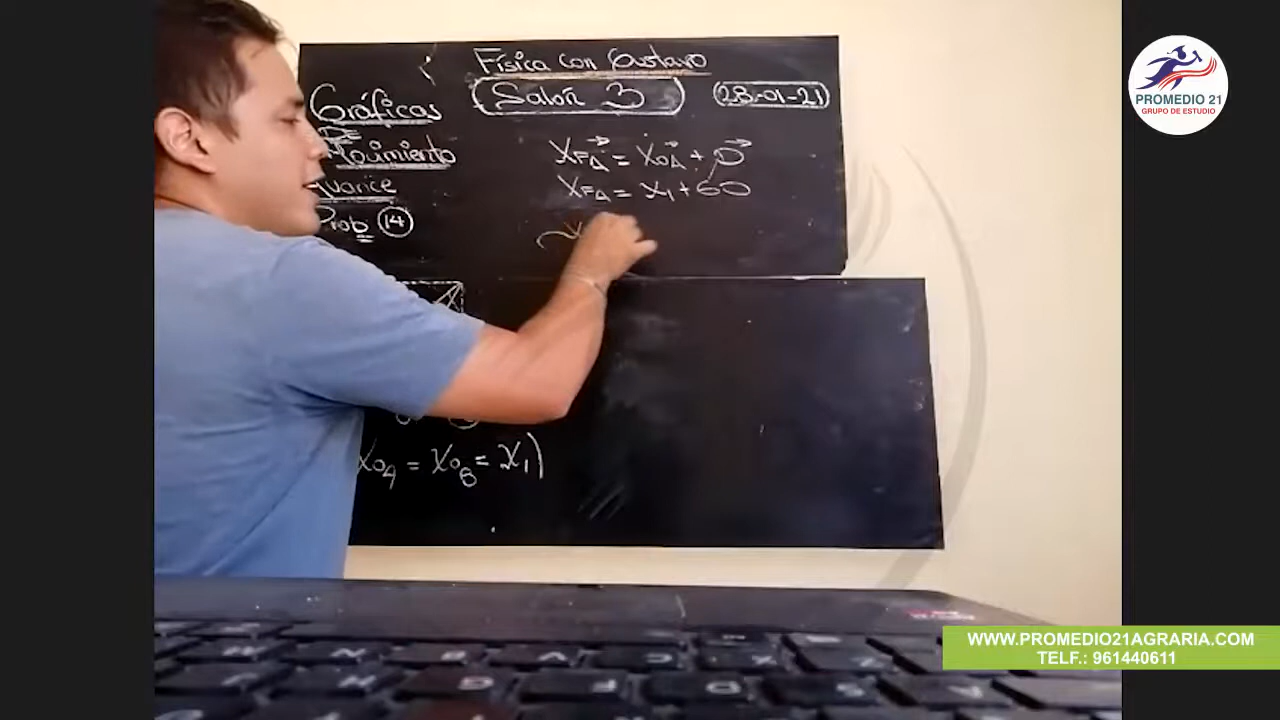 Física con Gustavo
Salón 3
28-01-21
Gráficas
De
Movimiento
Avance
Prob 14
XFA = XoA + D
XFA = X1 + 60
XoA = XoB = X1)
PROMEDIO 21
GRUPO DE ESTUDIO
WWW.PROMEDIO21AGRARIA.COM
TELF.: 961440611